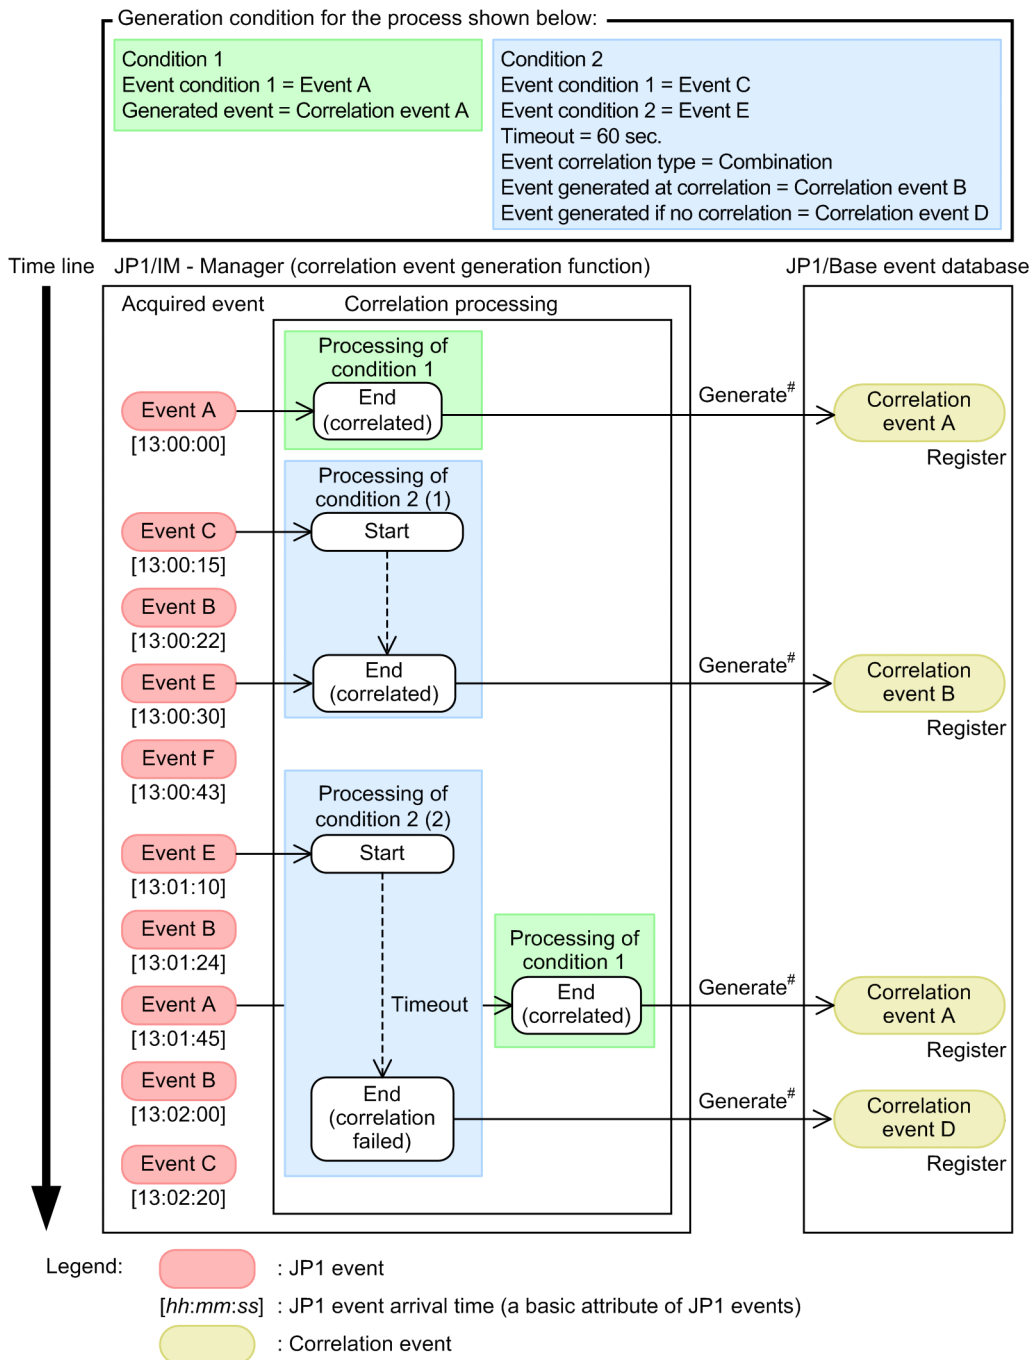 Generation condition for the process shown below:
Condition 1
Event condition 1 = Event A
Generated event = Correlation event A
Condition 2
Event condition 1 = Event C
Event condition 2 = Event E
Timeout = 60 sec.
Event correlation type = Combination
Event generated at correlation = Correlation event B
Event generated if no correlation = Correlation event D
Time line
JP1/IM - Manager (correlation event generation function)
JP1/Base event database
Acquired event
Correlation processing
Processing of
condition 1
Event A
[13:00:00]
End
(correlated)
Generate#
Correlation
event A
Register
Processing of
condition 2 (1)
Event C
[13:00:15]
Start
Event B
[13:00:22]
Event E
[13:00:30]
End
(correlated)
Generate#
Correlation
event B
Register
Event F
[13:00:43]
Processing of
condition 2 (2)
Event E
[13:01:10]
Start
Event B
[13:01:24]
Processing of
condition 1
Event A
[13:01:45]
Timeout
End
(correlated)
Generate#
Correlation
event A
Register
Event B
[13:02:00]
End
(correlation
failed)
Generate#
Correlation
event D
Register
Event C
[13:02:20]
Legend:
: JP1 event
[hh:mm:ss] : JP1 event arrival time (a basic attribute of JP1 events)
: Correlation event